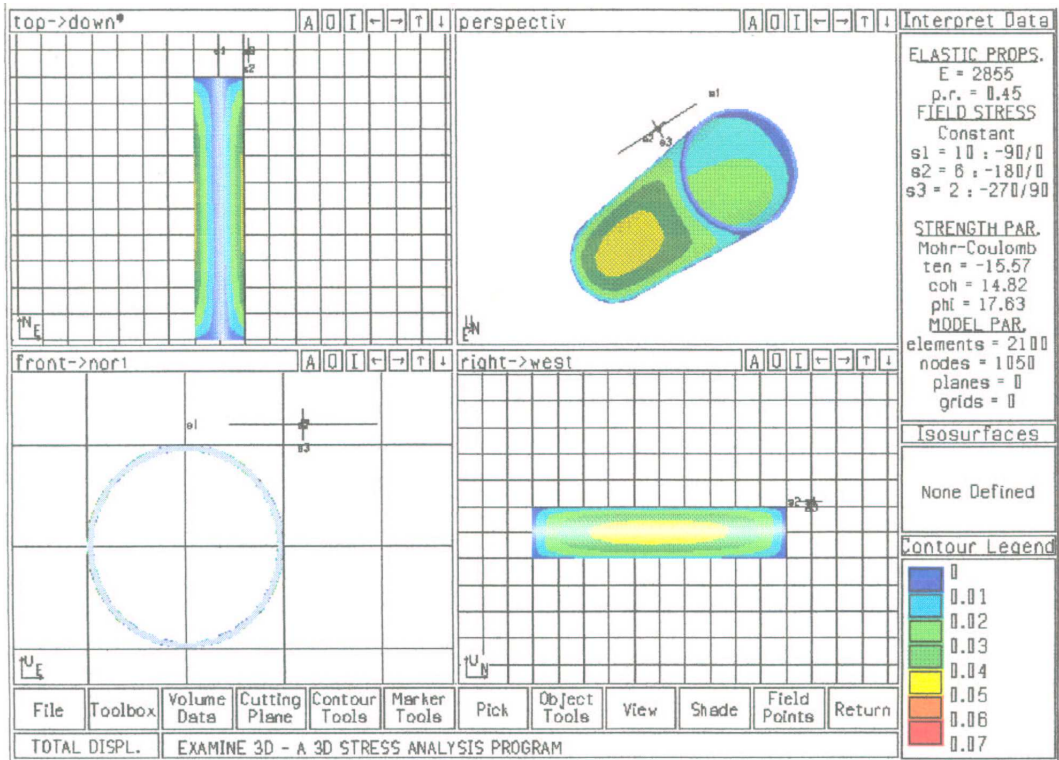 top->down*
A O I ← → ↑ ↓
perspectiv
A O I ← → ↑ ↓
Interpret Data
s1
s2
s1
s2 s3
N
E
E N
ELASTIC PROPS.
E = 2855
p.r. = 0.45
FIELD STRESS
Constant
s1 = 10 : -90/0
s2 = 6 : -180/0
s3 = 2 : -270/90
STRENGTH PAR.
Mohr-Coulomb
ten = -15.57
coh = 14.82
phi = 17.63
MODEL PAR.
elements = 2100
nodes = 1050
planes = 0
grids = 0
front->nort
A O I ← → ↑ ↓
right->west
A O I ← → ↑ ↓
s1
s3
s2
U
E
U
N
Isosurfaces
None Defined
Contour Legend
0
0.01
0.02
0.03
0.04
0.05
0.06
0.07
File Toolbox Volume Data Cutting Plane Contour Tools Marker Tools Pick Object Tools View Shade Field Points Return
TOTAL DISPL. EXAMINE 3D - A 3D STRESS ANALYSIS PROGRAM